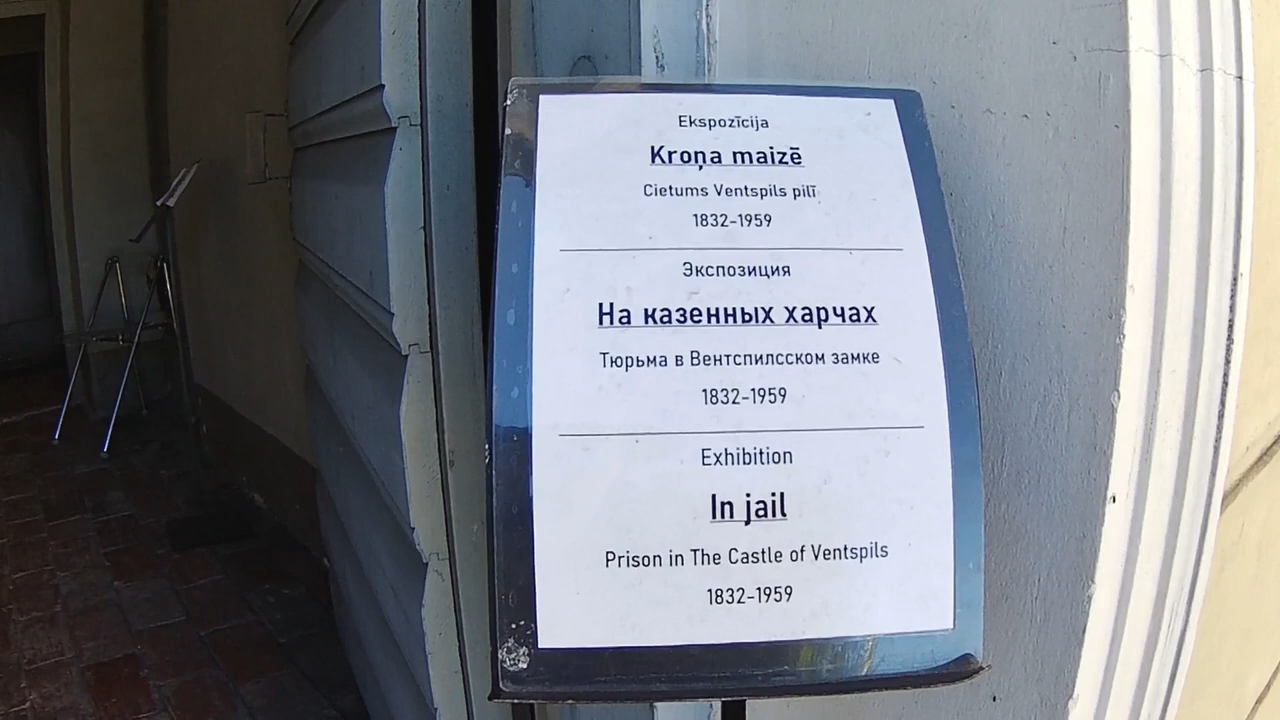 Ekspozīcija
Kroņa maizē
Cietums Ventspils pilī
1832-1959
Экспозиция
На казенных харчах
Тюрьма в Вентспилсском замке
1832-1959
Exhibition
In jail
Prison in The Castle of Ventspils
1832-1959